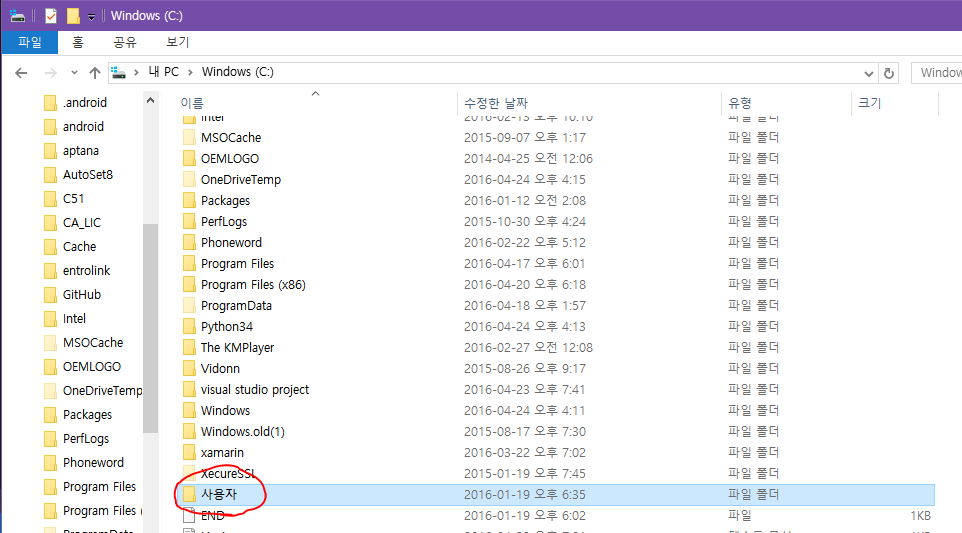 Windows (C:)
파일 홈 공유 보기
내 PC Windows (C:) Window
이름 수정한 날짜 유형 크기
.android
android
aptana
AutoSet8
C51
CA_LIC
Cache
entrolink
GitHub
Intel
MSOCache
OEMLOGO
OneDriveTemp
Packages
PerfLogs
Phoneword
Program Files
Program Files (
ProgramData
Intel 2016-02-13 오후 10:10 파일 폴더
MSOCache 2015-09-07 오후 1:17 파일 폴더
OEMLOGO 2014-04-25 오전 12:06 파일 폴더
OneDriveTemp 2016-04-24 오후 4:15 파일 폴더
Packages 2016-01-12 오전 2:08 파일 폴더
PerfLogs 2015-10-30 오후 4:24 파일 폴더
Phoneword 2016-02-22 오후 5:12 파일 폴더
Program Files 2016-04-17 오후 6:01 파일 폴더
Program Files (x86) 2016-04-20 오후 6:18 파일 폴더
ProgramData 2016-04-18 오후 1:57 파일 폴더
Python34 2016-04-24 오후 4:13 파일 폴더
The KMPlayer 2016-02-27 오전 12:08 파일 폴더
Vidonn 2015-08-26 오후 9:17 파일 폴더
visual studio project 2016-04-23 오후 7:41 파일 폴더
Windows 2016-04-24 오후 4:11 파일 폴더
Windows.old(1) 2015-08-17 오후 7:30 파일 폴더
xamarin 2016-03-22 오후 7:02 파일 폴더
XecureSSL 2015-01-19 오후 7:45 파일 폴더
사용자 2016-01-19 오후 6:35 파일 폴더
END 2016-01-19 오후 6:02 파일 1KB